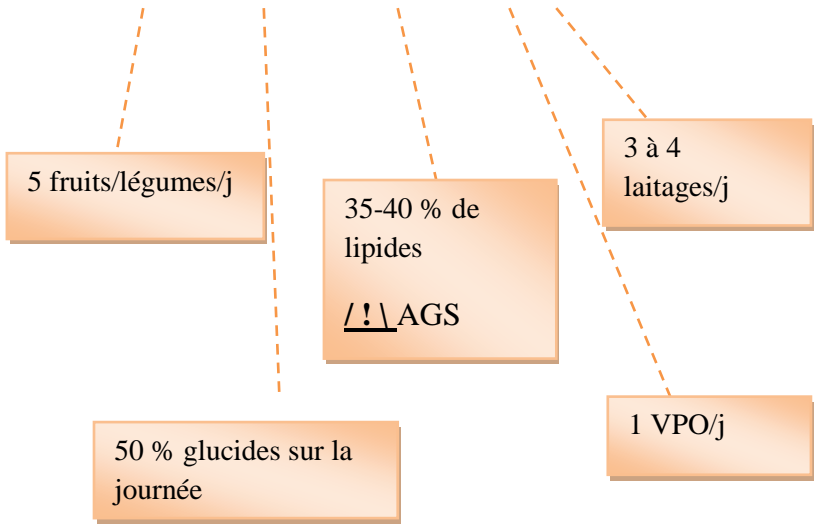 5 fruits/légumes/j
35-40 % de
lipides
/!\ AGS
3 à 4
laitages/j
50 % glucides sur la
journée
1 VPO/j